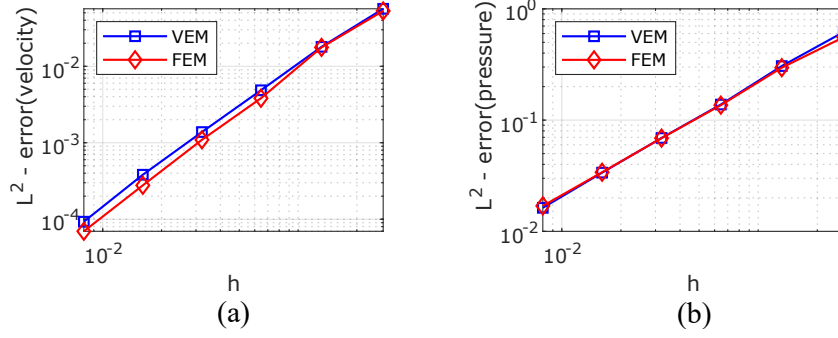 L² - error(velocity)
10⁻²
10⁻³
10⁻⁴
VEM
FEM
10⁻²
h
(a)
L² - error(pressure)
10⁰
10⁻¹
10⁻²
VEM
FEM
10⁻²
h
(b)